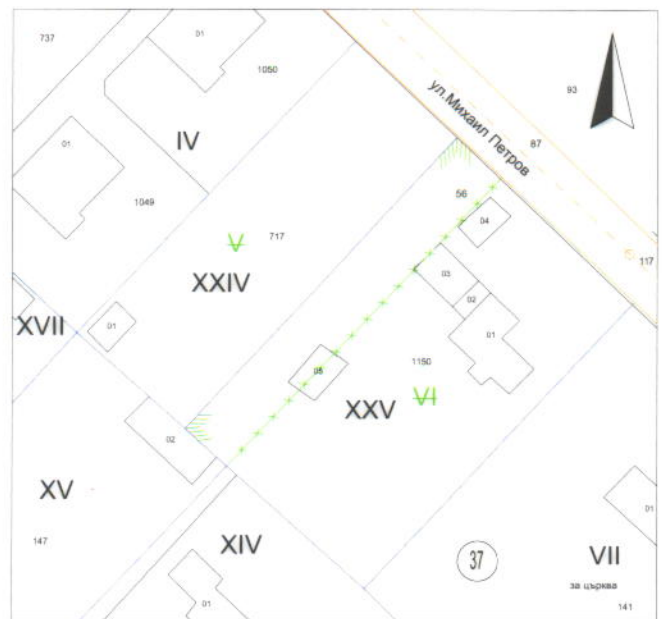 737
01
1050
93
ул.Михаил Петров
87
01
IV
1049
56
04
V
717
117
XXIV
03
02
XVII
01
01
05
1150
XXV
VI
02
XV
01
147
XIV
37
VII
за църква
01
141